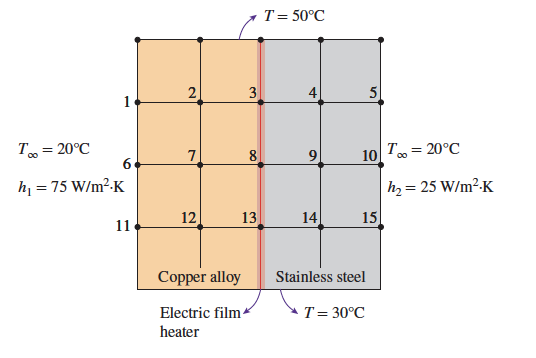 T = 50°C
1 2 3 4 5
T∞ = 20°C
6 7 8 9 10
T∞ = 20°C
h₁ = 75 W/m²·K
h₂ = 25 W/m²·K
11 12 13 14 15
Copper alloy
Stainless steel
Electric film
heater
T = 30°C